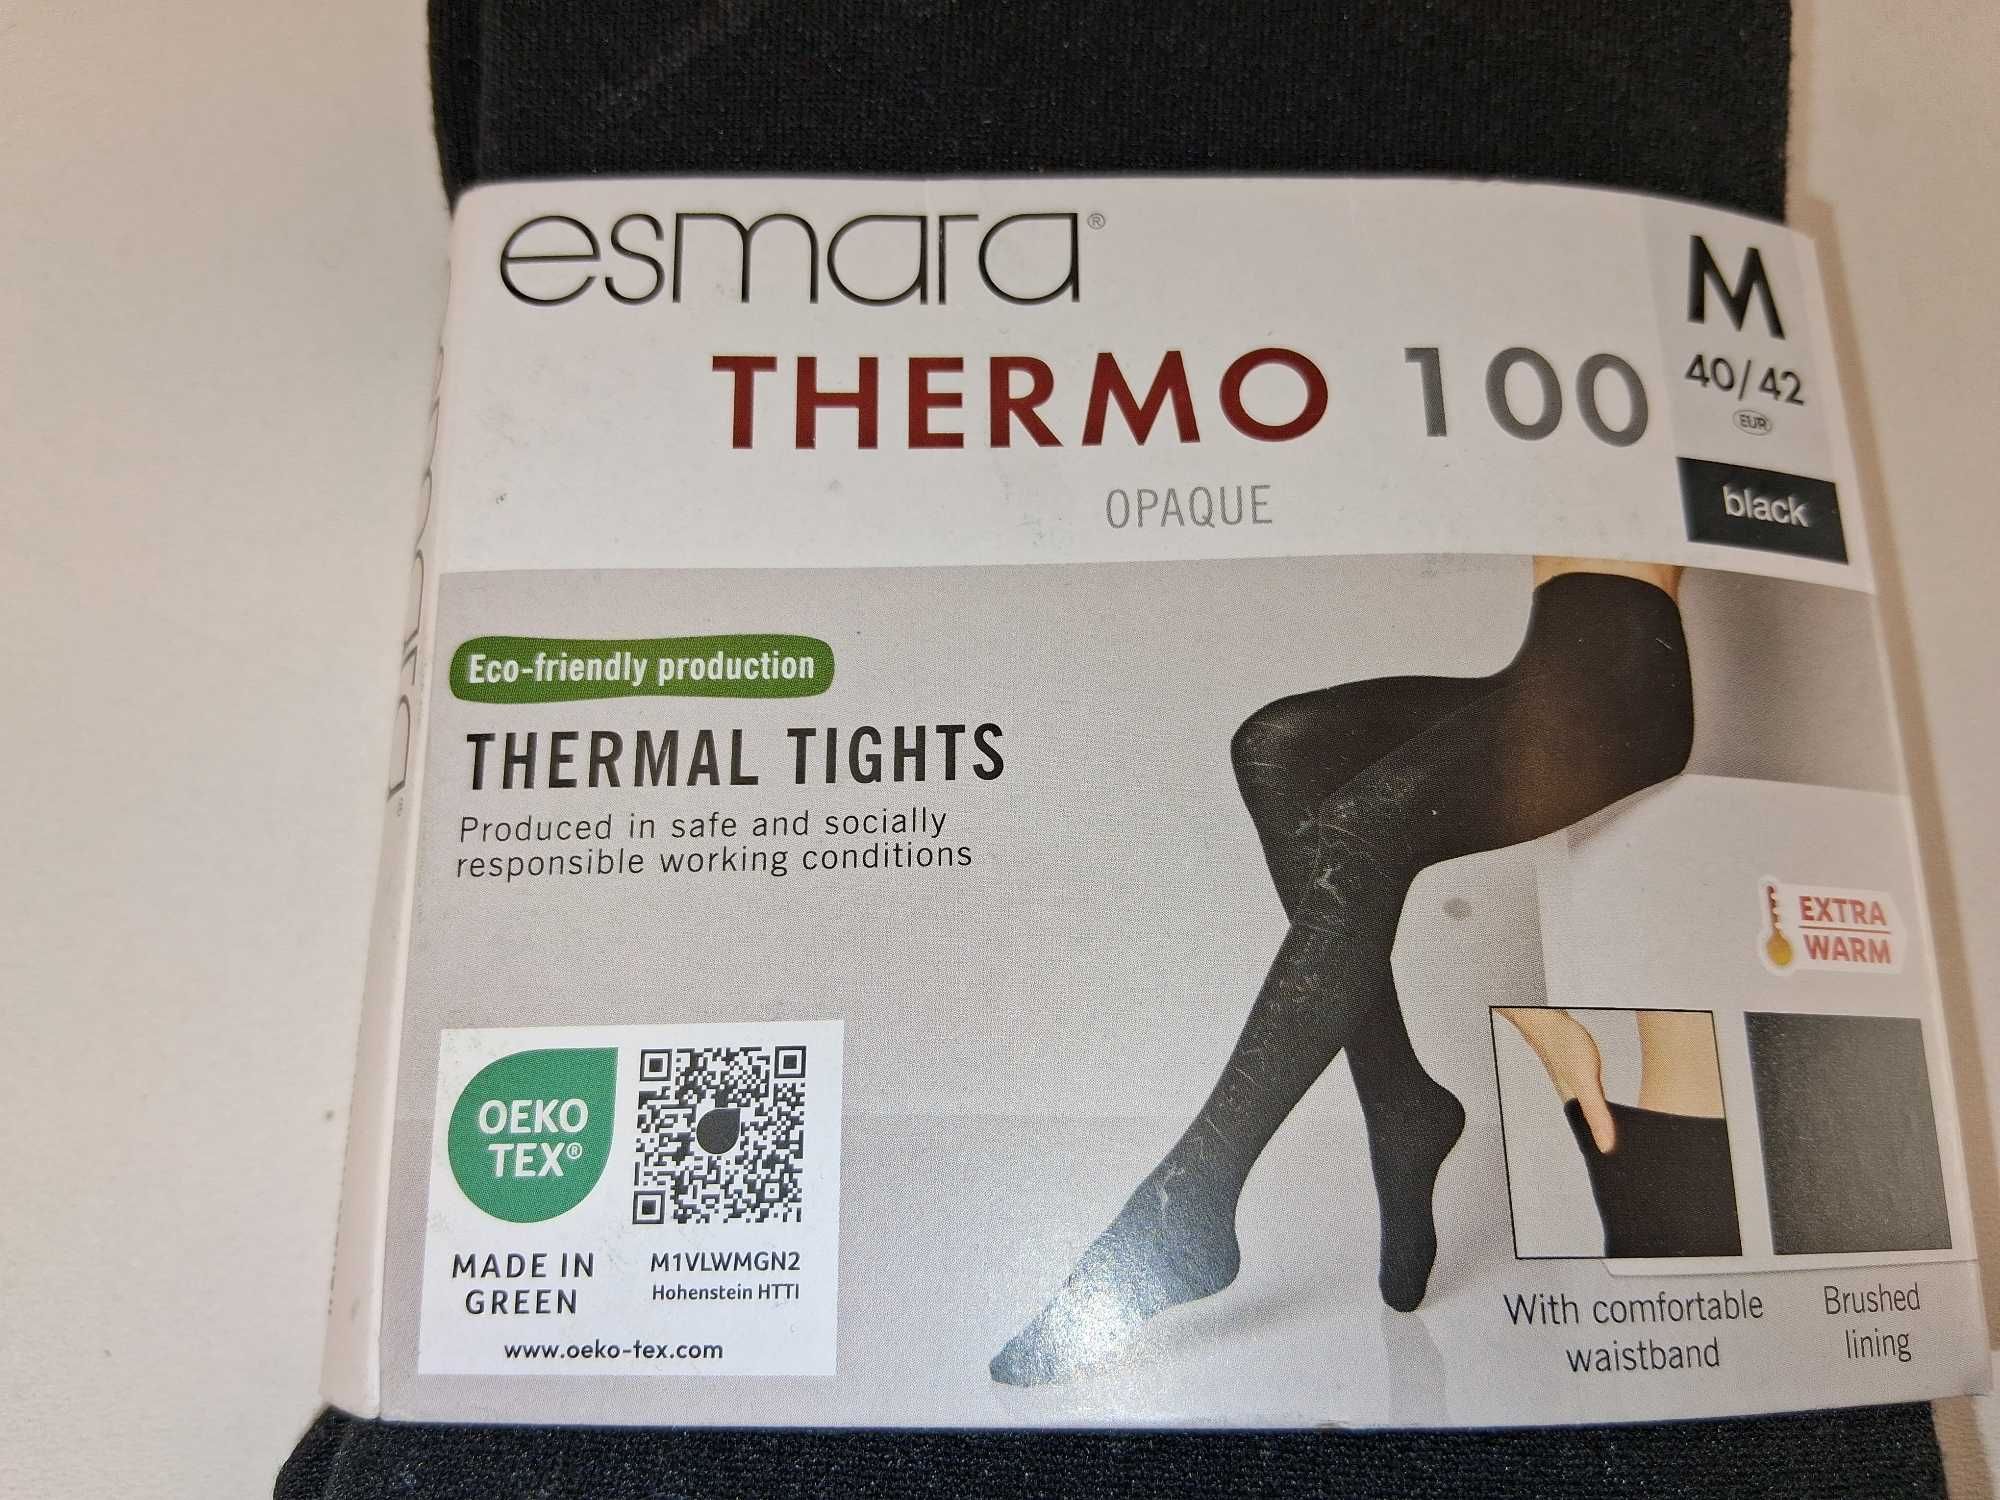 esmara®
THERMO 100
OPAQUE
M
40/42
EUR
black
Eco-friendly production
THERMAL TIGHTS
Produced in safe and socially
responsible working conditions
EXTRA
WARM
OEKO
TEX®
MADE IN
GREEN
M1VLWMGN2
Hohenstein HTTI
www.oeko-tex.com
With comfortable
waistband
Brushed
lining